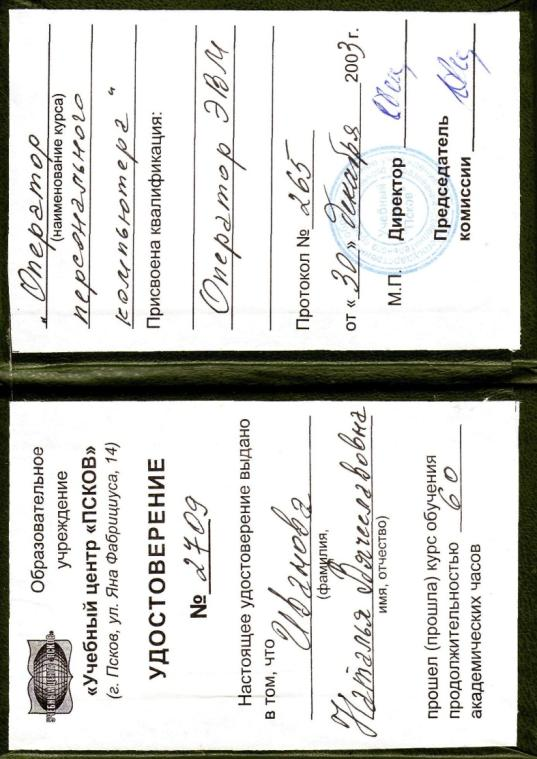 Образовательное
учреждение
«Учебный центр «ПСКОВ»
(г. Псков, ул. Яна Фабрициуса, 14)
УДОСТОВЕРЕНИЕ
№ 2709
Настоящее удостоверение выдано
в том, что Иванова
(фамилия,
Наталья Вячеславовна
имя, отчество)
прошел (прошла) курс обучения
продолжительностью 60
академических часов
„ Оператор
(наименование курса)
персонального
компьютера “
Присвоена квалификация:
Оператор ЭВМ
Протокол № 265
от « 30 » декабря 2003 г.
М.П. Директор
Председатель
комиссии